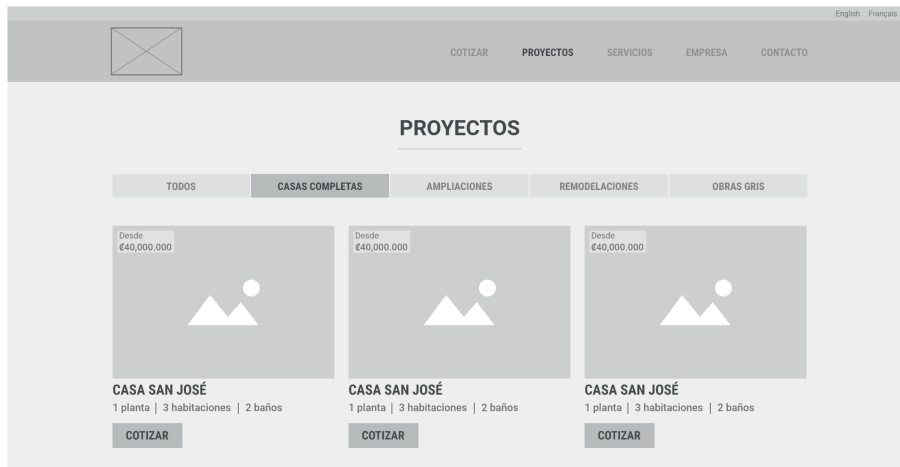 English Français
COTIZAR PROYECTOS SERVICIOS EMPRESA CONTACTO
PROYECTOS
TODOS CASAS COMPLETAS AMPLIACIONES REMODELACIONES OBRAS GRIS
Desde Desde Desde
₡40,000.000 ₡40,000.000 ₡40,000.000
CASA SAN JOSÉ CASA SAN JOSÉ CASA SAN JOSÉ
1 planta | 3 habitaciones | 2 baños 1 planta | 3 habitaciones | 2 baños 1 planta | 3 habitaciones | 2 baños
COTIZAR COTIZAR COTIZAR